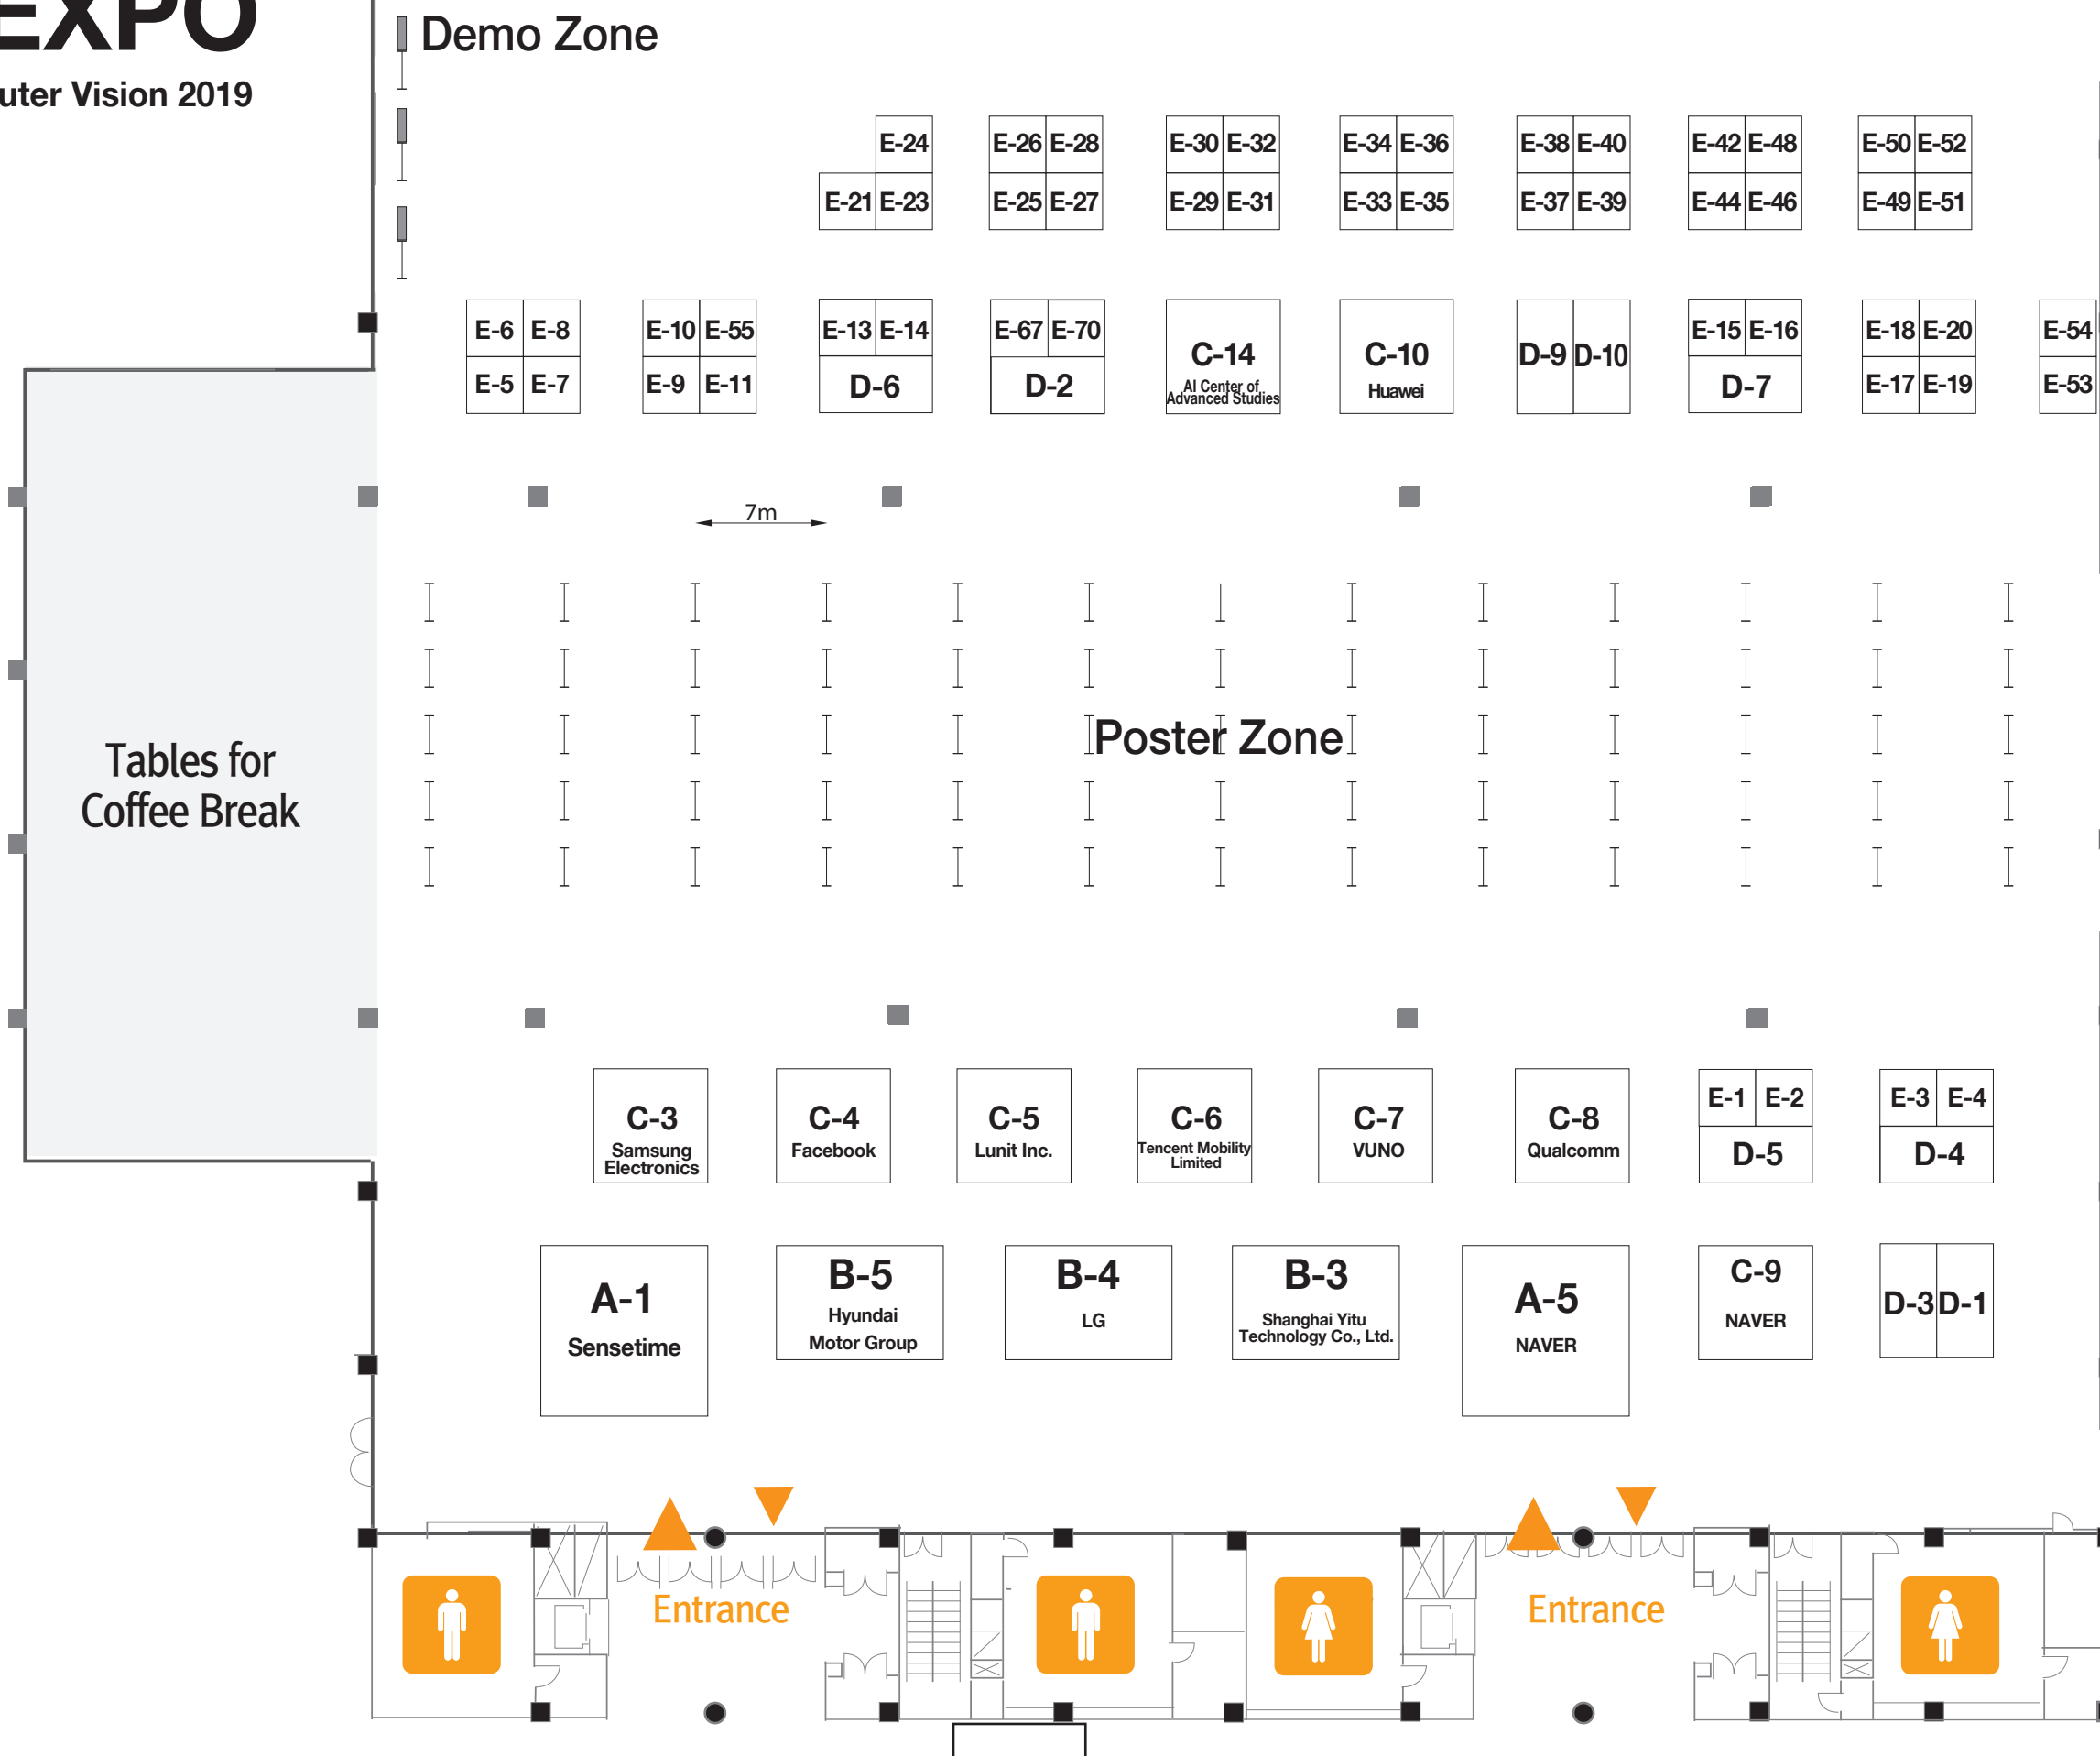 EXPO
uter Vision 2019
Demo Zone
E-24
E-26 E-28
E-30 E-32
E-34 E-36
E-38 E-40
E-42 E-48
E-50 E-52
E-21 E-23
E-25 E-27
E-29 E-31
E-33 E-35
E-37 E-39
E-44 E-46
E-49 E-51
E-6 E-8
E-10 E-55
E-13 E-14
E-67 E-70
C-14
AI Center of
Advanced Studies
C-10
Huawei
D-9 D-10
E-15 E-16
E-18 E-20
E-54
E-5 E-7
E-9 E-11
D-6
D-2
D-7
E-17 E-19
E-53
7m
Poster Zone
Tables for
Coffee Break
C-3
Samsung
Electronics
C-4
Facebook
C-5
Lunit Inc.
C-6
Tencent Mobility
Limited
C-7
VUNO
C-8
Qualcomm
E-1 E-2
D-5
E-3 E-4
D-4
A-1
Sensetime
B-5
Hyundai
Motor Group
B-4
LG
B-3
Shanghai Yitu
Technology Co., Ltd.
A-5
NAVER
C-9
NAVER
D-3 D-1
Entrance
Entrance